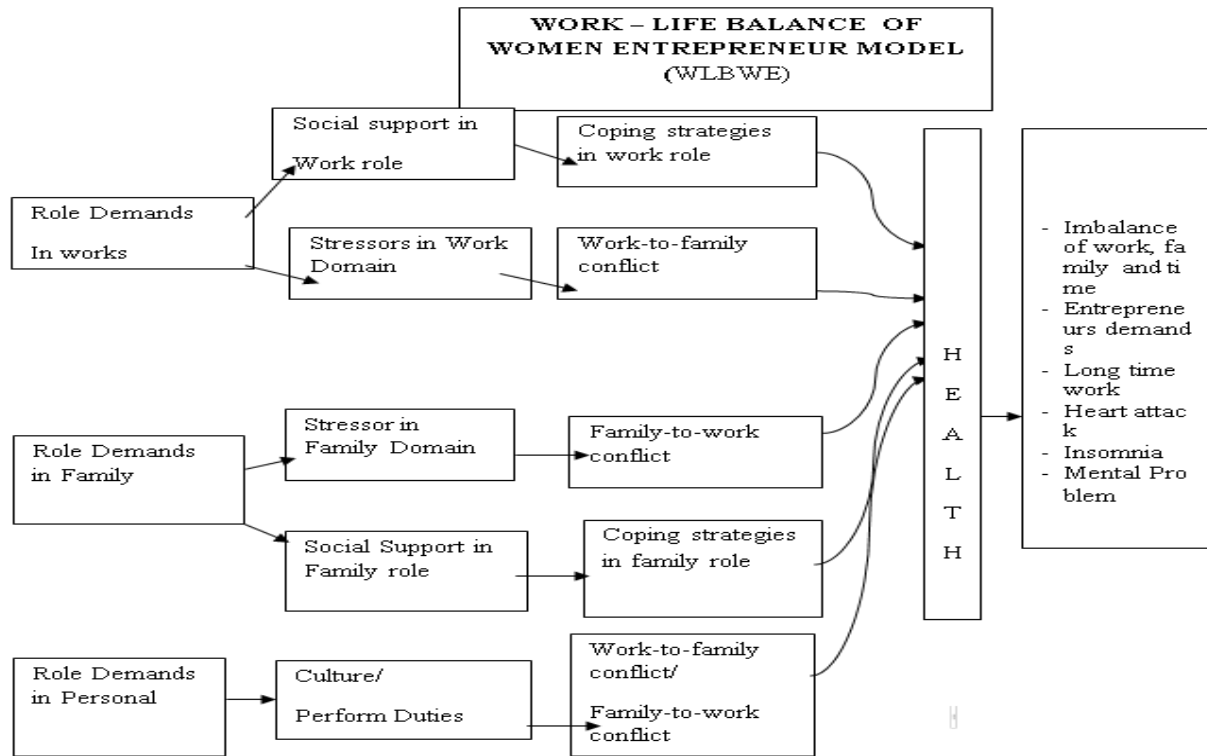 WORK – LIFE BALANCE OF
WOMEN ENTREPRENEUR MODEL
(WLBWE)
Social support in
Work role
Coping strategies
in work role
Role Demands
In works
Stressors in Work
Domain
Work-to-family
conflict
Stressor in
Family Domain
Family-to-work
conflict
Role Demands
in Family
Social Support in
Family role
Coping strategies
in family role
Role Demands
in Personal
Culture/
Perform Duties
Work-to-family
conflict/
Family-to-work
conflict
H
E
A
L
T
H
- Imbalance
of work, fa
mily and ti
me
- Entreprene
urs demand
s
- Long time
work
- Heart attac
k
- Insomnia
- Mental Pro
blem